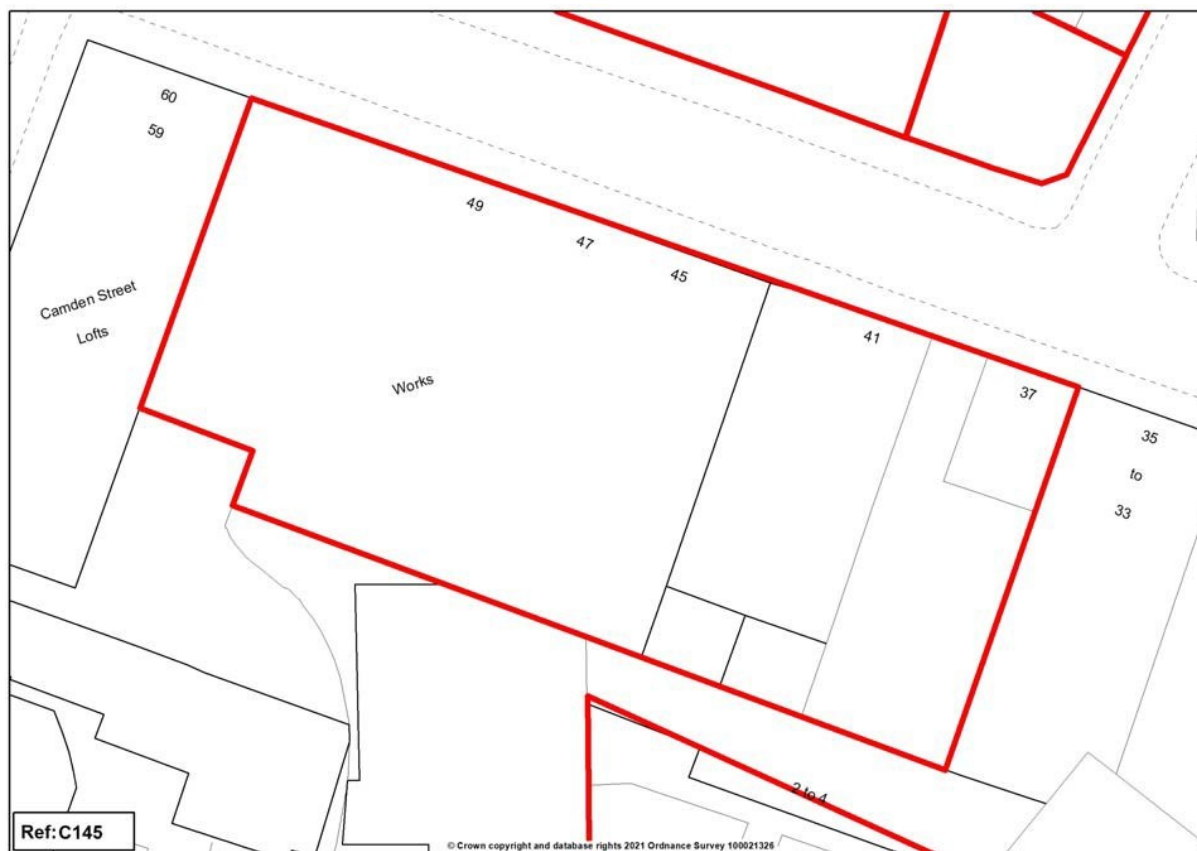 60
59
49
47
45
41
37
35
to
33
Camden Street
Lofts
Works
2 to 4
Ref:C145
© Crown copyright and database rights 2021 Ordnance Survey 100021326